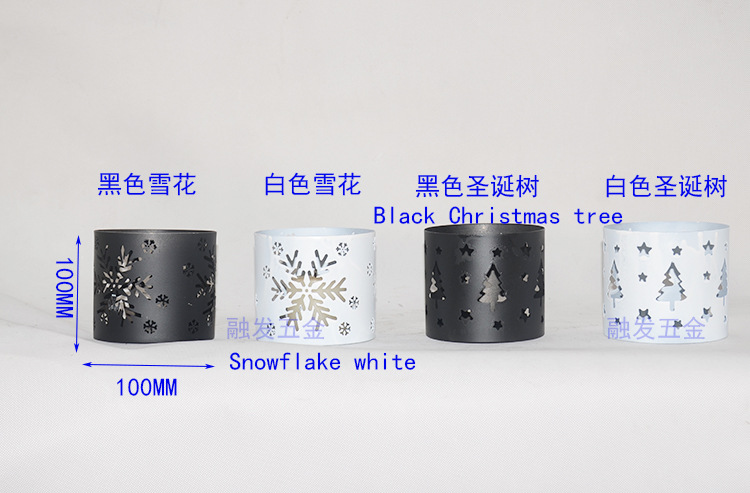 黑色雪花
白色雪花
黑色圣诞树
白色圣诞树
Black Christmas tree
100MM
融发五金
融发五金
Snowflake white
100MM